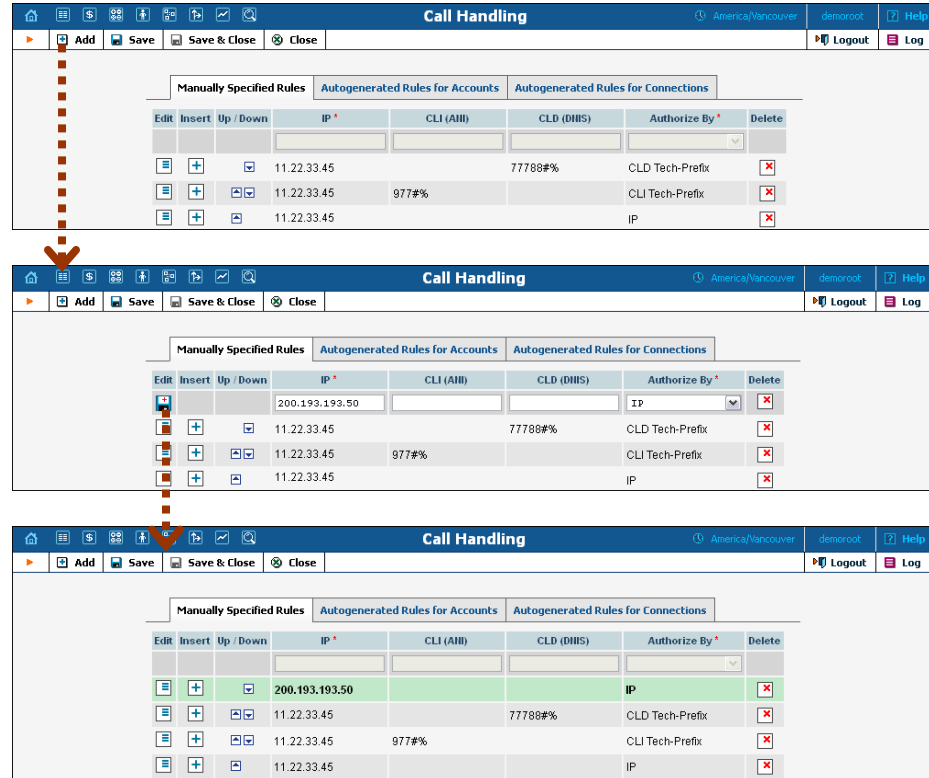 Call Handling America/Vancouver demoroot ? Help
Add Save Save & Close Close Logout Log
Manually Specified Rules Autogenerated Rules for Accounts Autogenerated Rules for Connections
Edit Insert Up / Down IP * CLI (ANI) CLD (DNIS) Authorize By * Delete
11.22.33.45 77788#% CLD Tech-Prefix
11.22.33.45 977#% CLI Tech-Prefix
11.22.33.45 IP
Call Handling America/Vancouver demoroot ? Help
Add Save Save & Close Close Logout Log
Manually Specified Rules Autogenerated Rules for Accounts Autogenerated Rules for Connections
Edit Insert Up / Down IP * CLI (ANI) CLD (DNIS) Authorize By * Delete
200.193.193.50 IP
11.22.33.45 77788#% CLD Tech-Prefix
11.22.33.45 977#% CLI Tech-Prefix
11.22.33.45 IP
Call Handling America/Vancouver demoroot ? Help
Add Save Save & Close Close Logout Log
Manually Specified Rules Autogenerated Rules for Accounts Autogenerated Rules for Connections
Edit Insert Up / Down IP * CLI (ANI) CLD (DNIS) Authorize By * Delete
200.193.193.50 IP
11.22.33.45 77788#% CLD Tech-Prefix
11.22.33.45 977#% CLI Tech-Prefix
11.22.33.45 IP